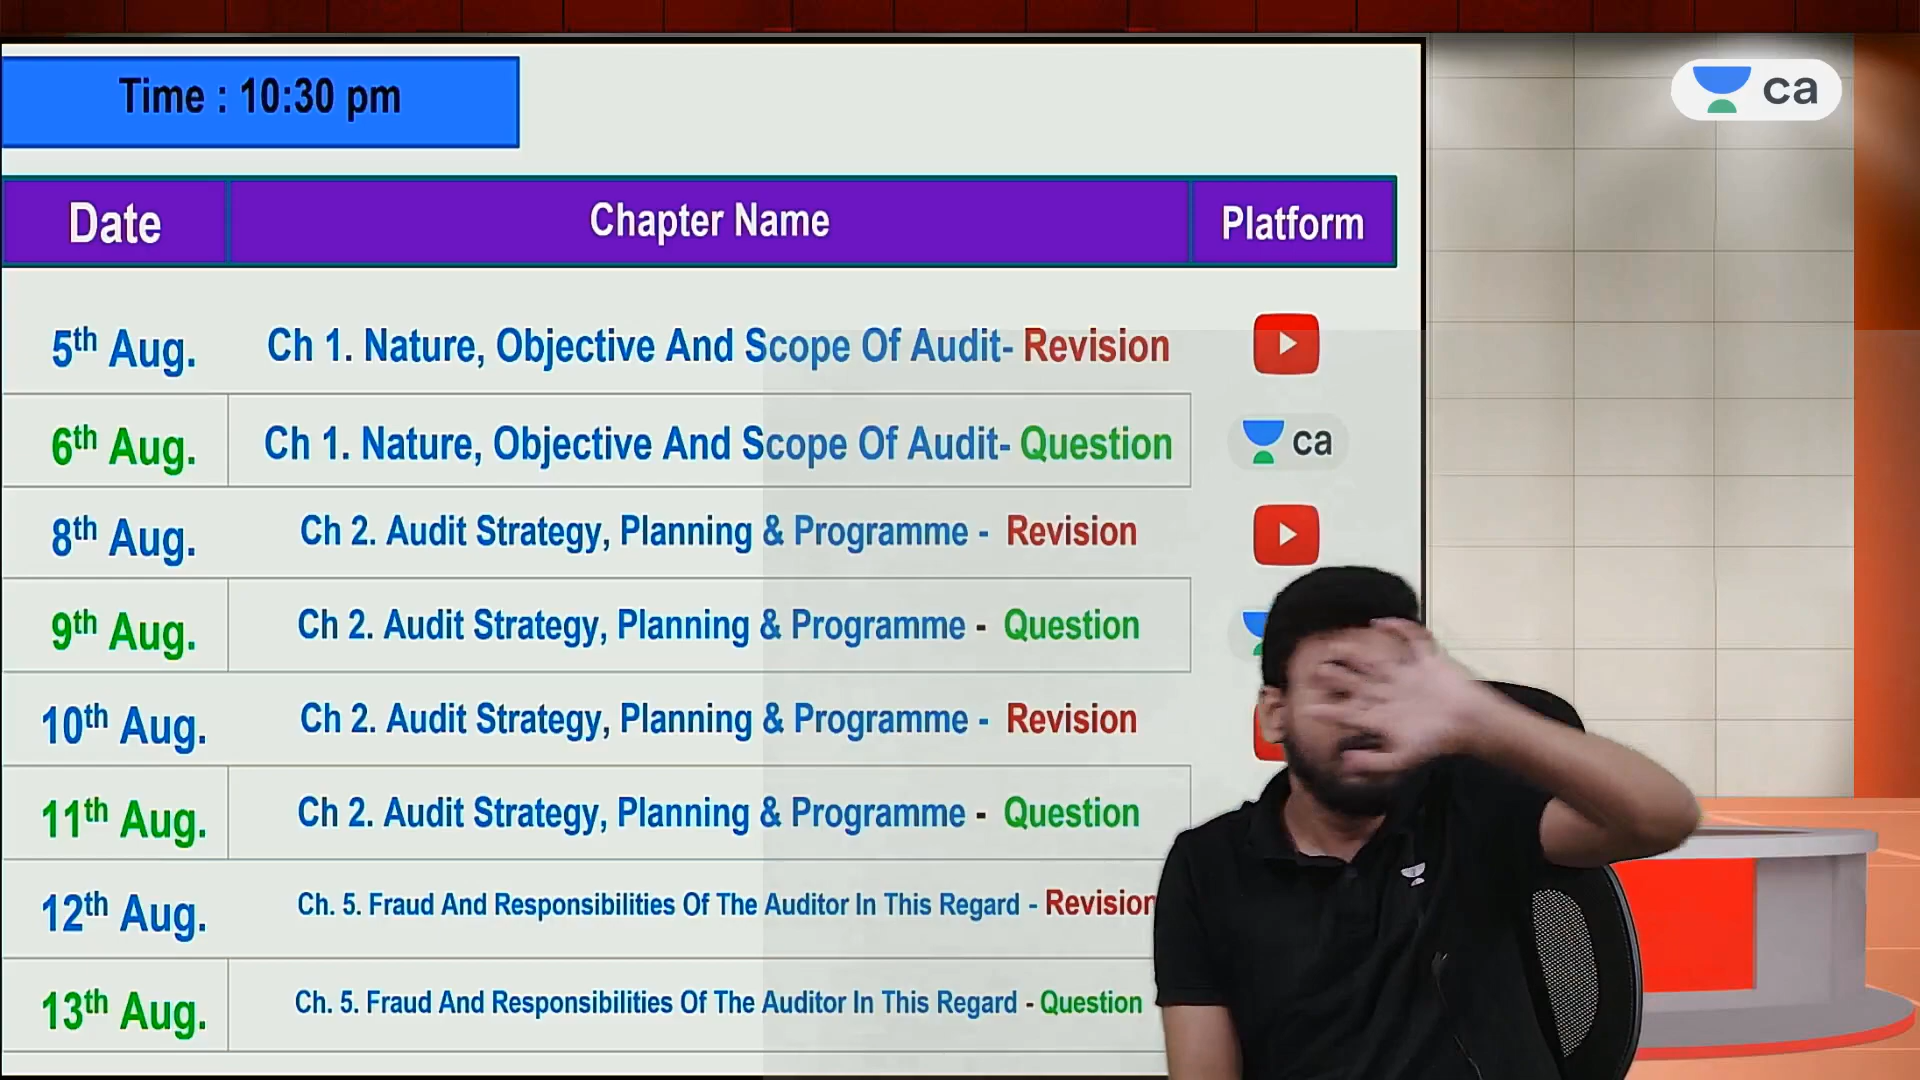 ca
Time : 10:30 pm
Date Chapter Name Platform
5th Aug. Ch 1. Nature, Objective And Scope Of Audit- Revision
6th Aug. Ch 1. Nature, Objective And Scope Of Audit- Question ca
8th Aug. Ch 2. Audit Strategy, Planning & Programme - Revision
9th Aug. Ch 2. Audit Strategy, Planning & Programme - Question
10th Aug. Ch 2. Audit Strategy, Planning & Programme - Revision
11th Aug. Ch 2. Audit Strategy, Planning & Programme - Question
12th Aug. Ch. 5. Fraud And Responsibilities Of The Auditor In This Regard - Revision
13th Aug. Ch. 5. Fraud And Responsibilities Of The Auditor In This Regard - Question